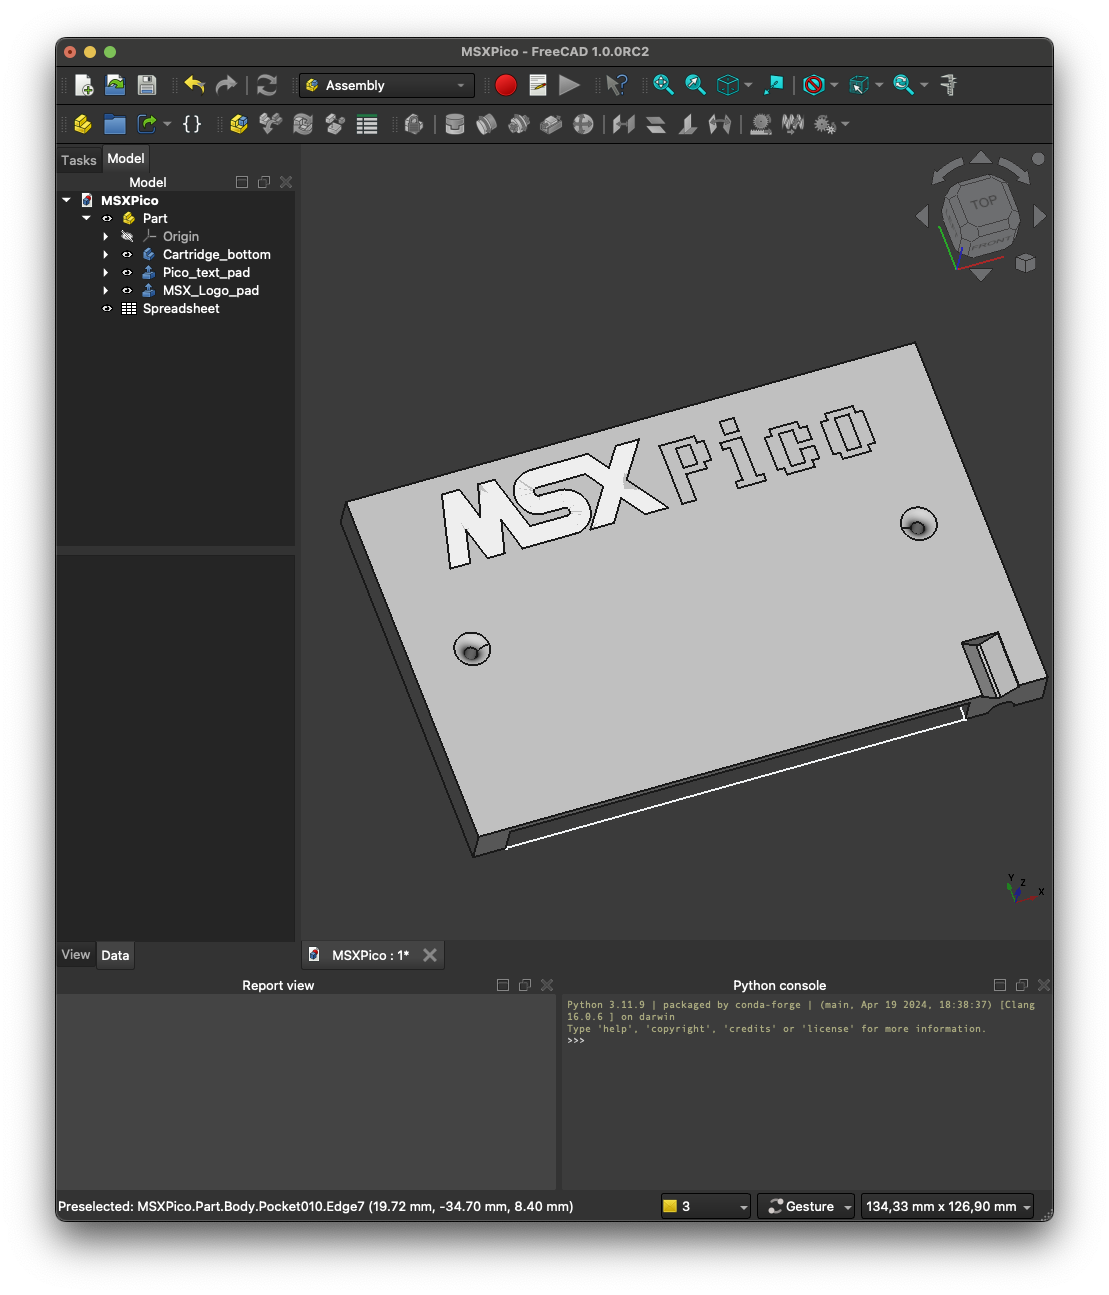 MSXPico - FreeCAD 1.0.0RC2
Assembly
Tasks
Model
Model
MSXPico
Part
Origin
Cartridge_bottom
Pico_text_pad
MSX_Logo_pad
Spreadsheet
TOP
FRONT
MSX Pico
Y
Z
X
View
Data
MSXPico : 1*
Report view
Python console
Python 3.11.9 | packaged by conda-forge | (main, Apr 19 2024, 18:38:37) [Clang
16.0.6 ] on darwin
Type 'help', 'copyright', 'credits' or 'license' for more information.
>>>
Preselected: MSXPico.Part.Body.Pocket010.Edge7 (19.72 mm, -34.70 mm, 8.40 mm)
3
Gesture
134,33 mm x 126,90 mm